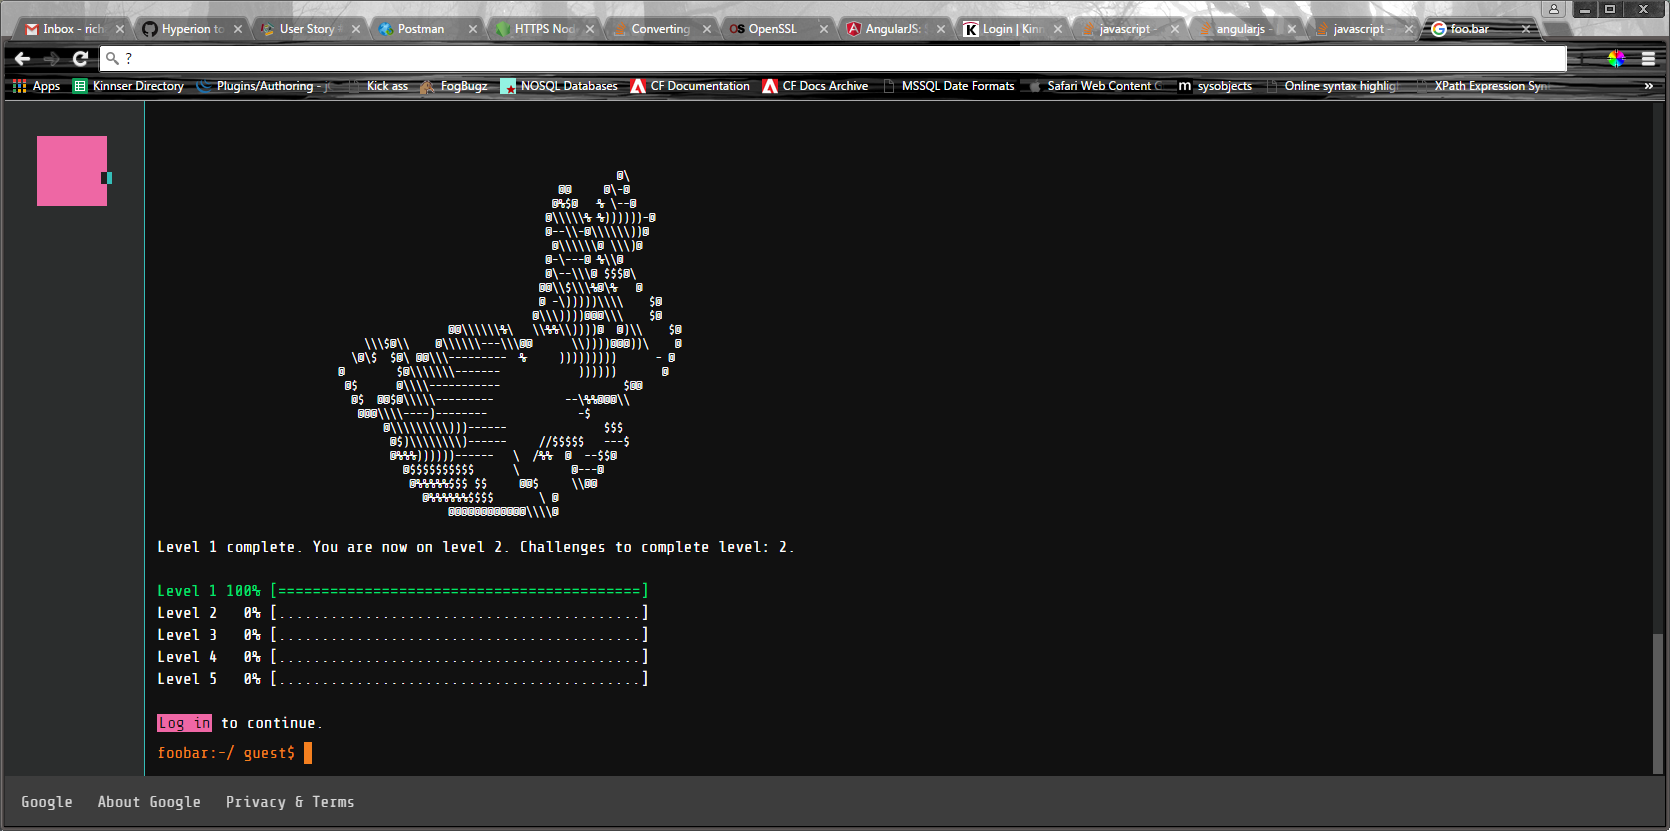 Inbox - rich
Hyperion to
User Story
Postman
HTTPS Nod
Converting
OS OpenSSL
AngularJS:
K Login | Kinn
javascript -
angularjs -
javascript -
G foo.bar
?
Apps
Kinnser Directory
Plugins/Authoring - j
Kick ass
FogBugz
NOSQL Databases
CF Documentation
CF Docs Archive
MSSQL Date Formats
Safari Web Content
m sysobjects
Online syntax highlig
XPath Expression Syn
»
Level 1 complete. You are now on level 2. Challenges to complete level: 2.
Level 1 100% [==========================================]
Level 2 0% [..........................................]
Level 3 0% [..........................................]
Level 4 0% [..........................................]
Level 5 0% [..........................................]
Log in to continue.
foobar:~/ guest$
Google About Google Privacy & Terms